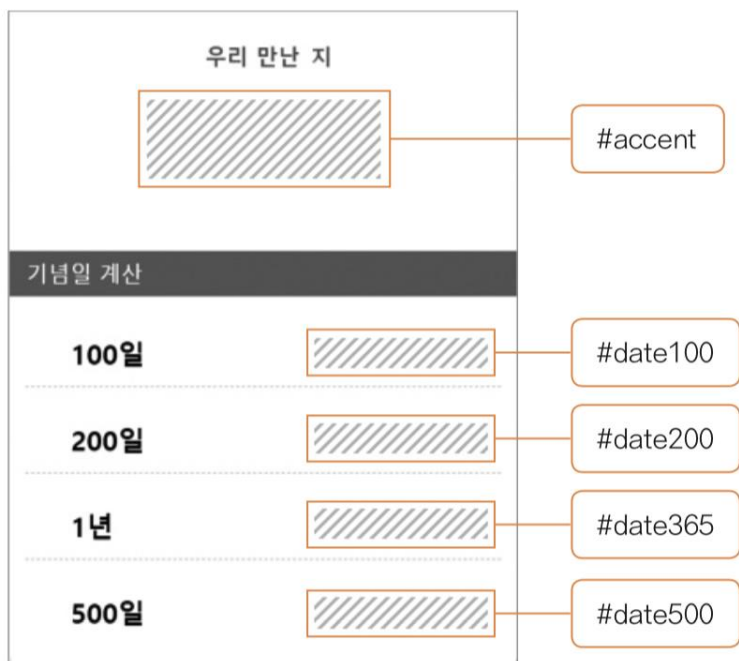 우리 만난 지
#accent
기념일 계산
100일
#date100
200일
#date200
1년
#date365
500일
#date500